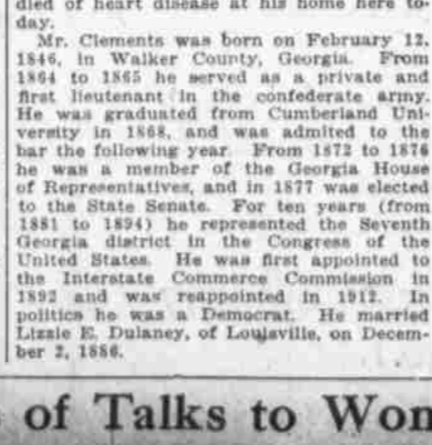 died of heart disease at his home here to-
day.
Mr. Clements was born on February 12,
1846, in Walker County, Georgia. From
1864 to 1865 he served as a private and
first lieutenant in the confederate army.
He was graduated from Cumberland Uni-
versity in 1868, and was admited to the
bar the following year. From 1872 to 1876
he was a member of the Georgia House
of Representatives, and in 1877 was elected
to the State Senate. For ten years (from
1881 to 1894) he represented the Seventh
Georgia district in the Congress of the
United States. He was first appointed to
the Interstate Commerce Commission in
1892 and was reappointed in 1912. In
politics he was a Democrat. He married
Lizzie E. Dulaney, of Louisville, on Decem-
ber 2, 1886.
of Talks to Wom